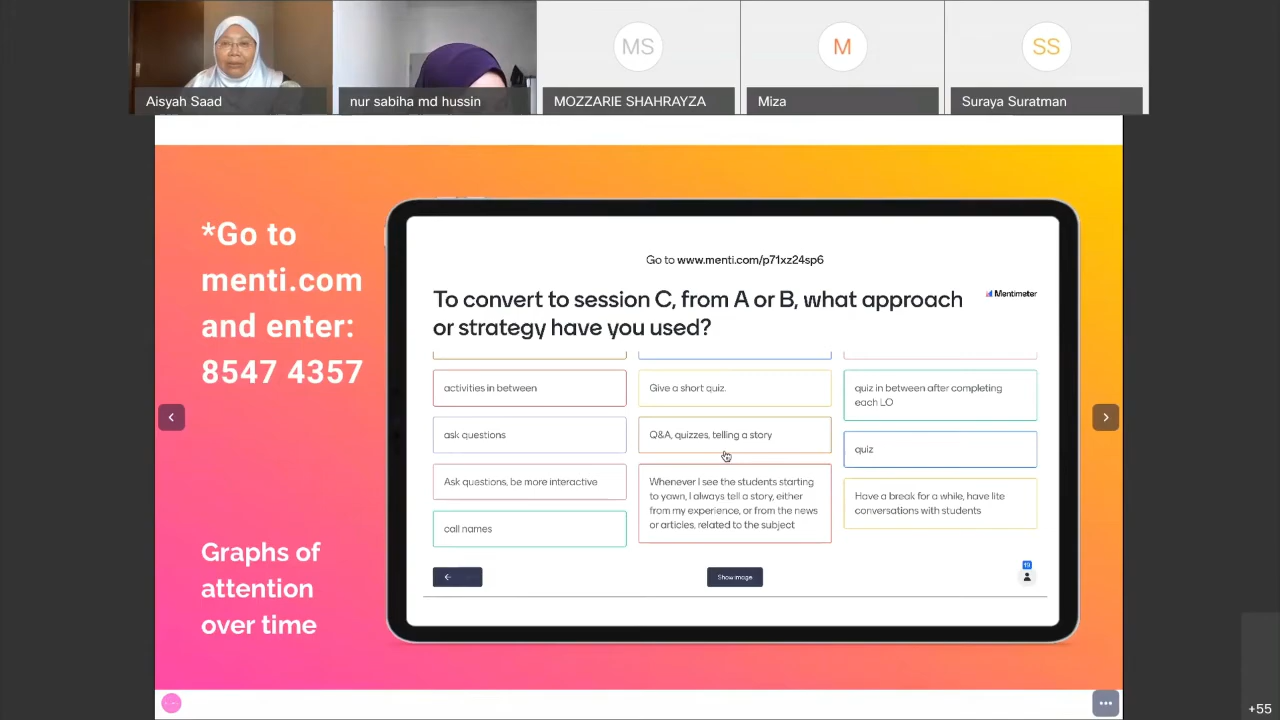 MS
M
SS
Aisyah Saad
nur sabiha md hussin
MOZZARIE SHAHRAYZA
Miza
Suraya Suratman
*Go to
menti.com
and enter:
8547 4357
Graphs of
attention
over time
Go to www.menti.com/p71xz24sp6
To convert to session C, from A or B, what approach
or strategy have you used?
Mentimeter
activities in between
ask questions
Ask questions, be more interactive
call names
Give a short quiz.
Q&A, quizzes, telling a story
Whenever I see the students starting
to yawn, I always tell a story, either
from my experience, or from the news
or articles, related to the subject
quiz in between after completing
each LO
quiz
Have a break for a while, have lite
conversations with students
Show image
19
+55